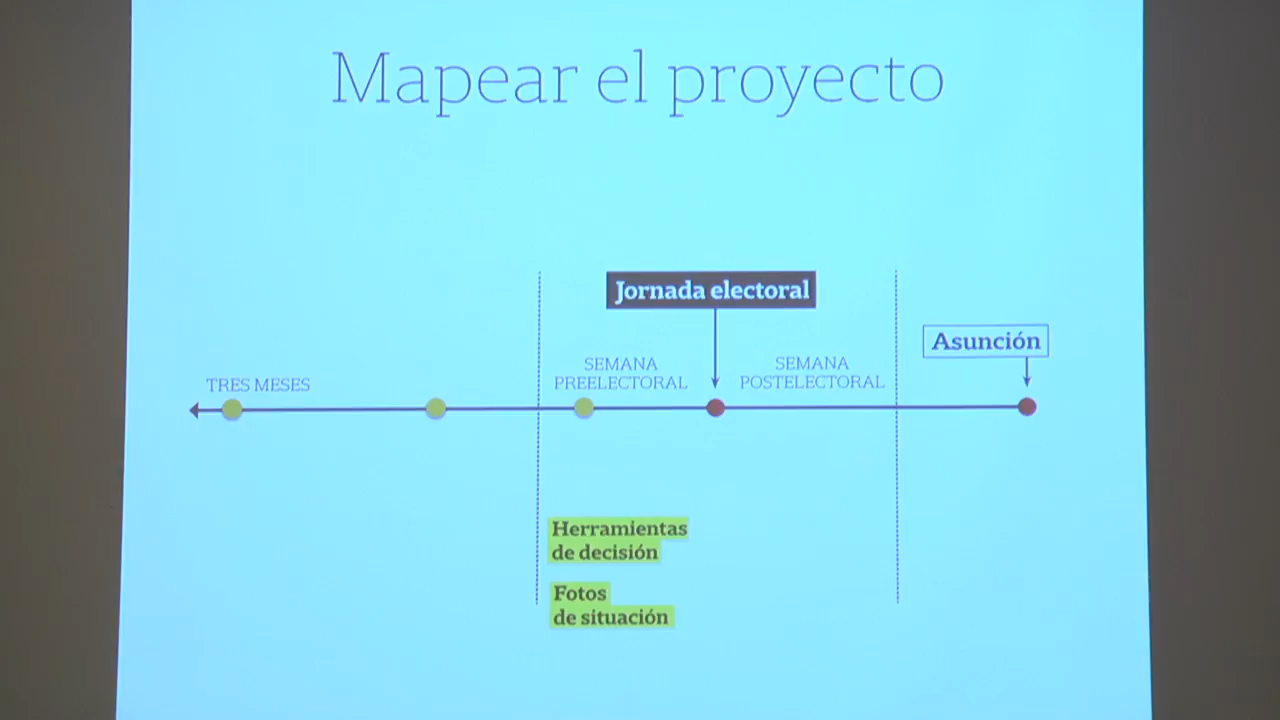 Mapear el proyecto
Jornada electoral
Asunción
TRES MESES
SEMANA
PREELECTORAL
SEMANA
POSTELECTORAL
Herramientas
de decisión
Fotos
de situación